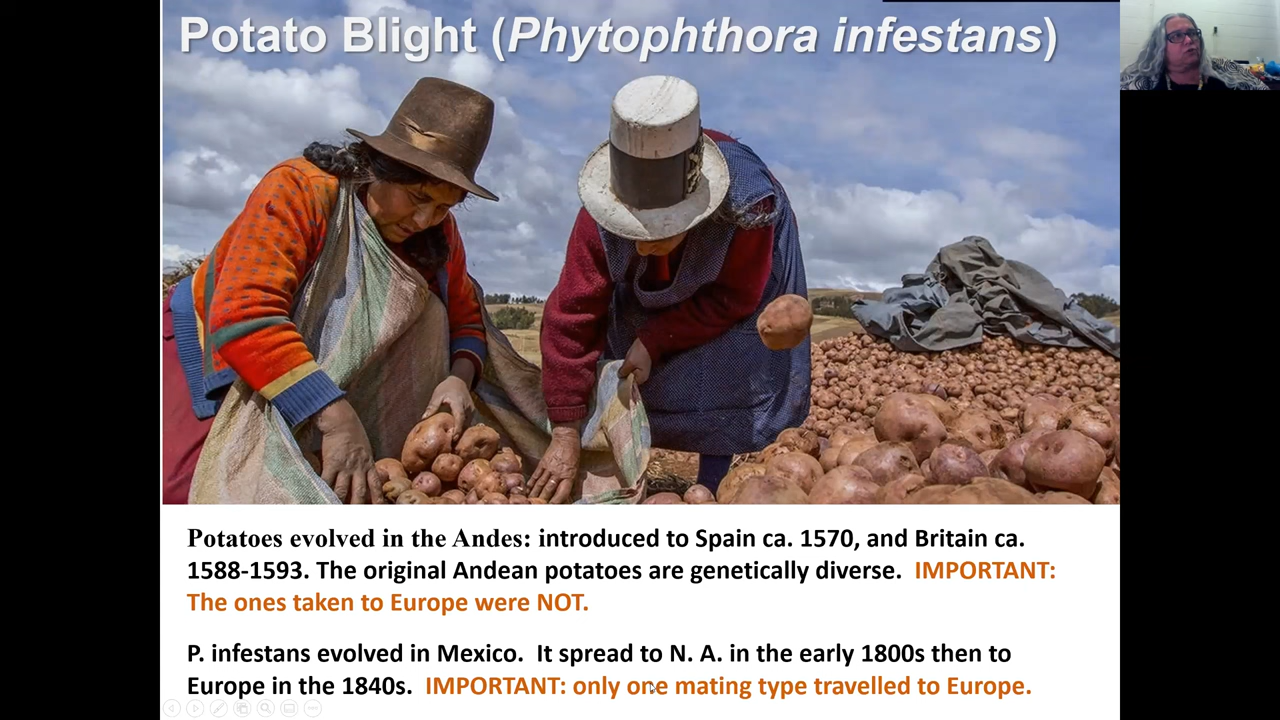 Potato Blight (Phytophthora infestans)
Potatoes evolved in the Andes: introduced to Spain ca. 1570, and Britain ca.
1588-1593. The original Andean potatoes are genetically diverse. IMPORTANT:
The ones taken to Europe were NOT.
P. infestans evolved in Mexico. It spread to N. A. in the early 1800s then to
Europe in the 1840s. IMPORTANT: only one mating type travelled to Europe.